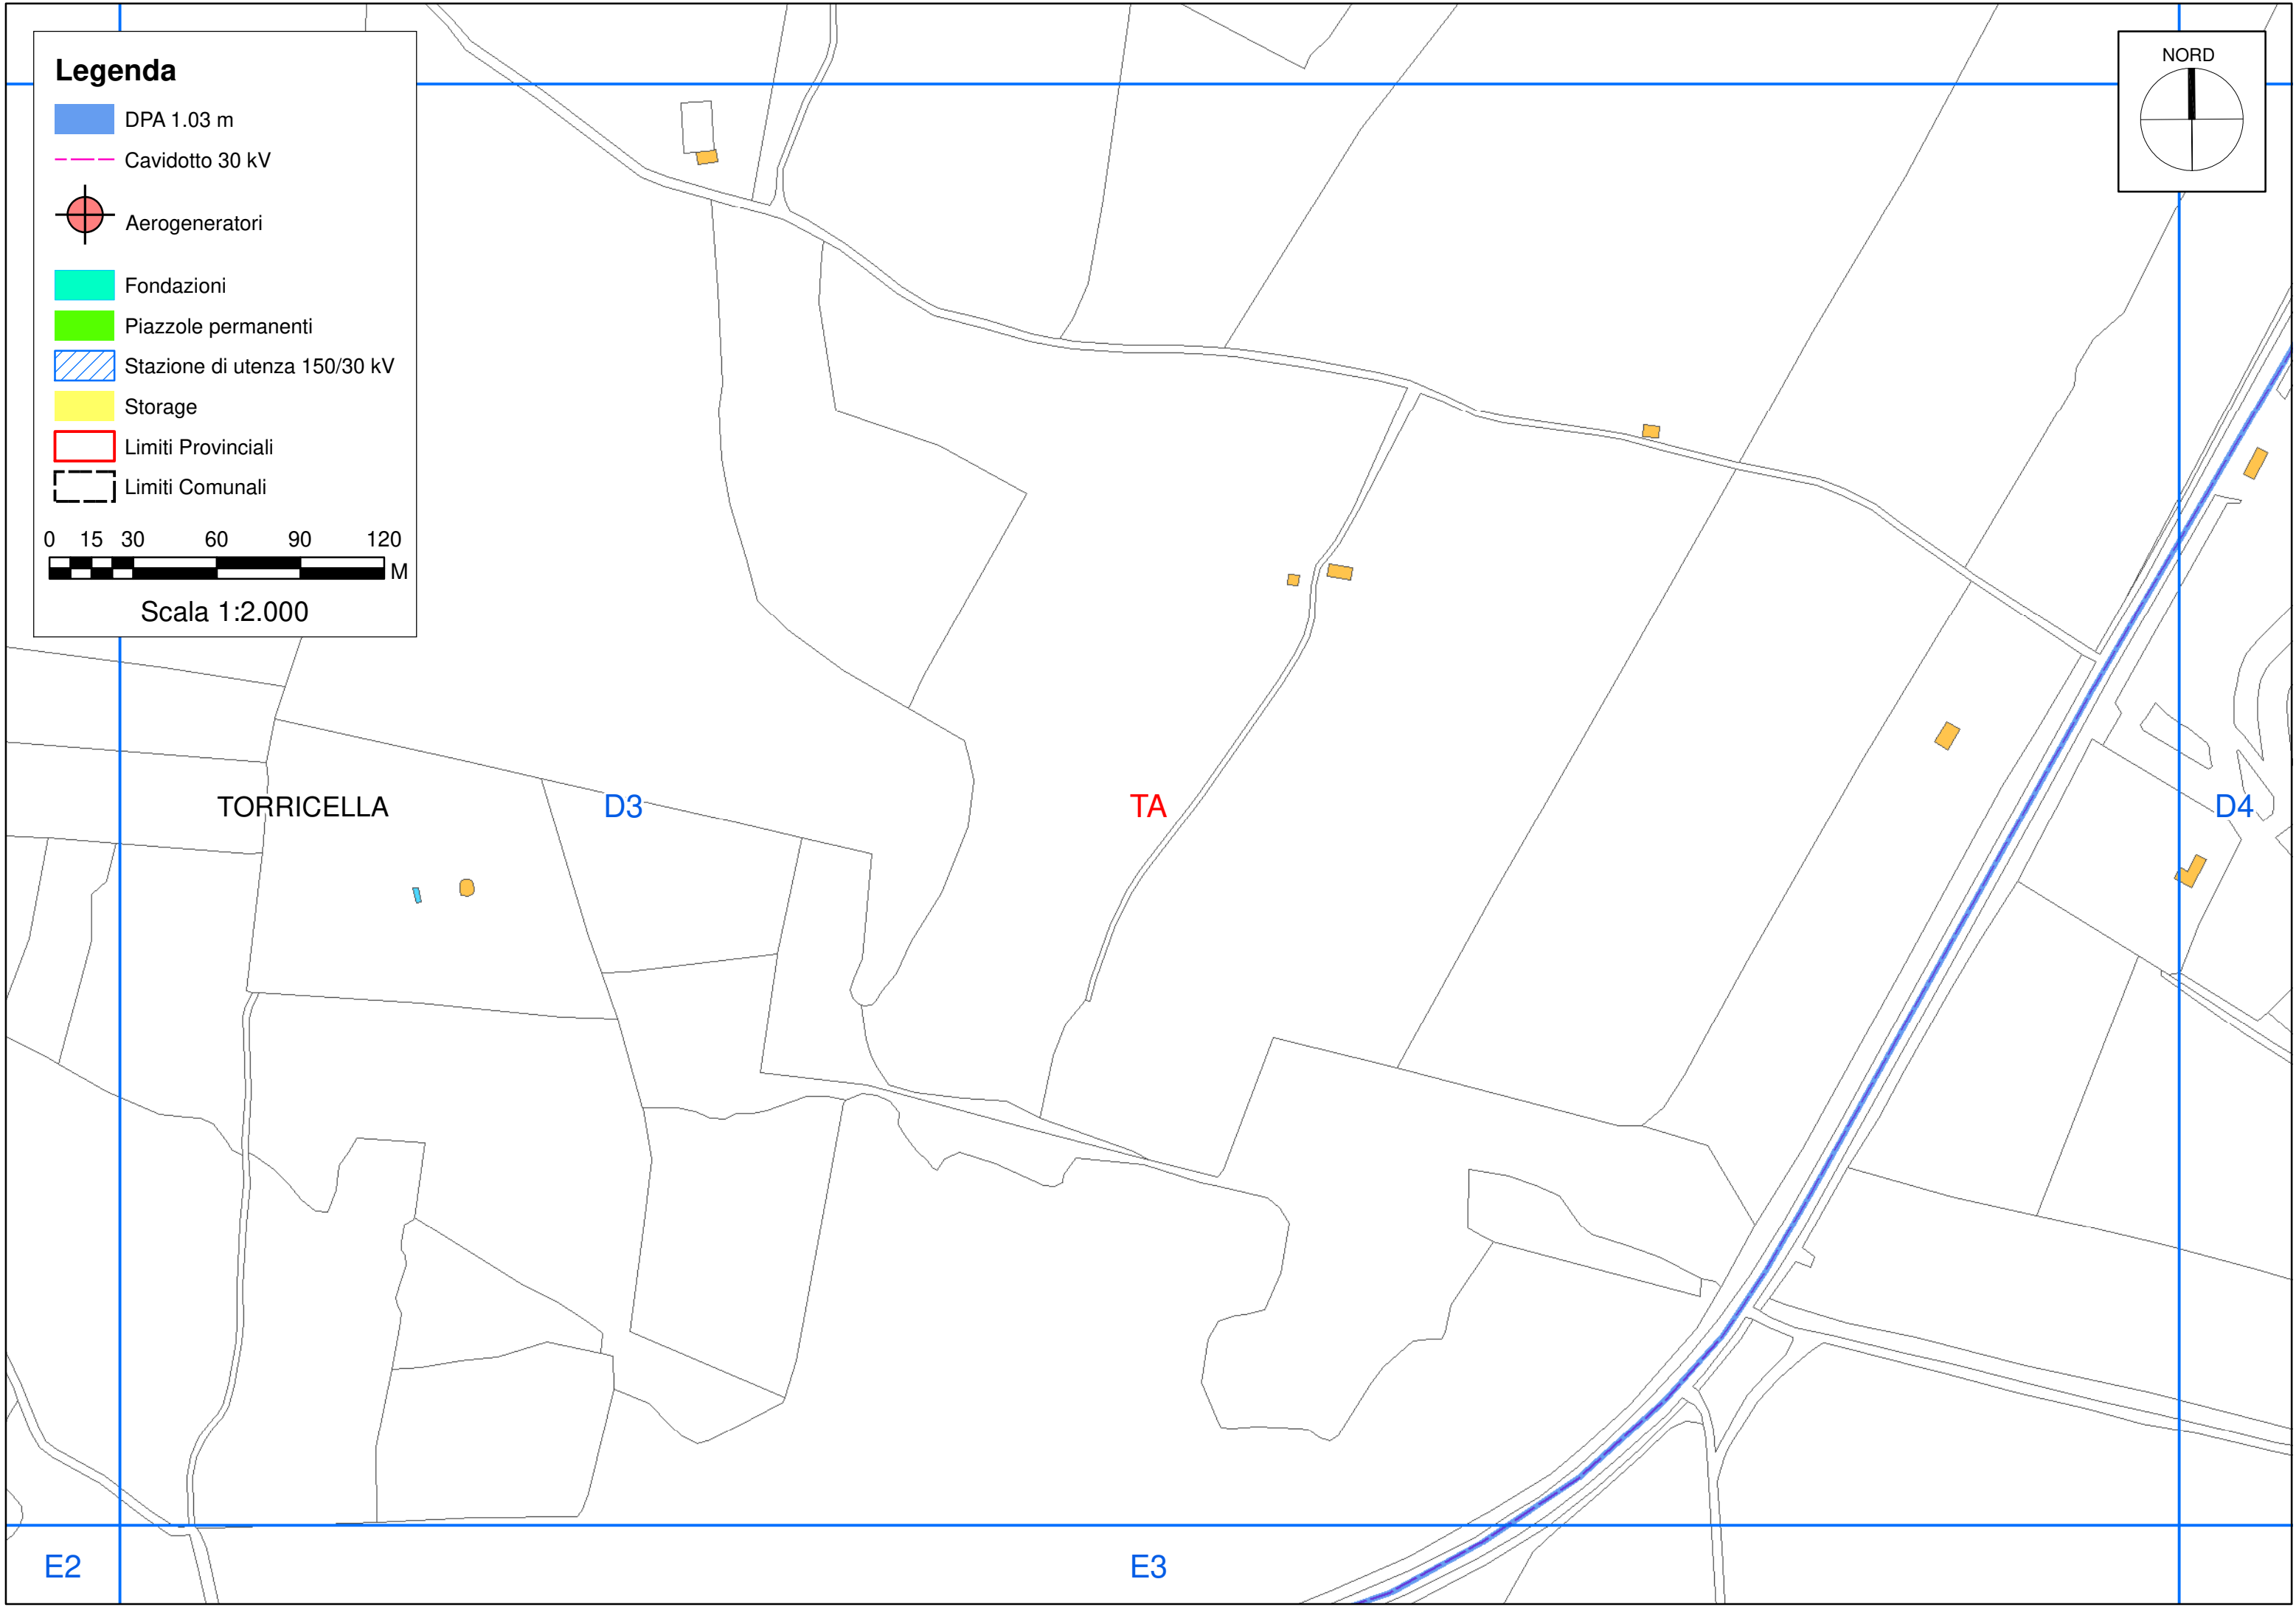 Legenda
DPA 1.03 m
Cavidotto 30 kV
Aerogeneratori
Fondazioni
Piazzole permanenti
Stazione di utenza 150/30 kV
Storage
Limiti Provinciali
Limiti Comunali
0 15 30 60 90 120
M
Scala 1:2.000
NORD
TORRICELLA
D3
TA
D4
E2
E3